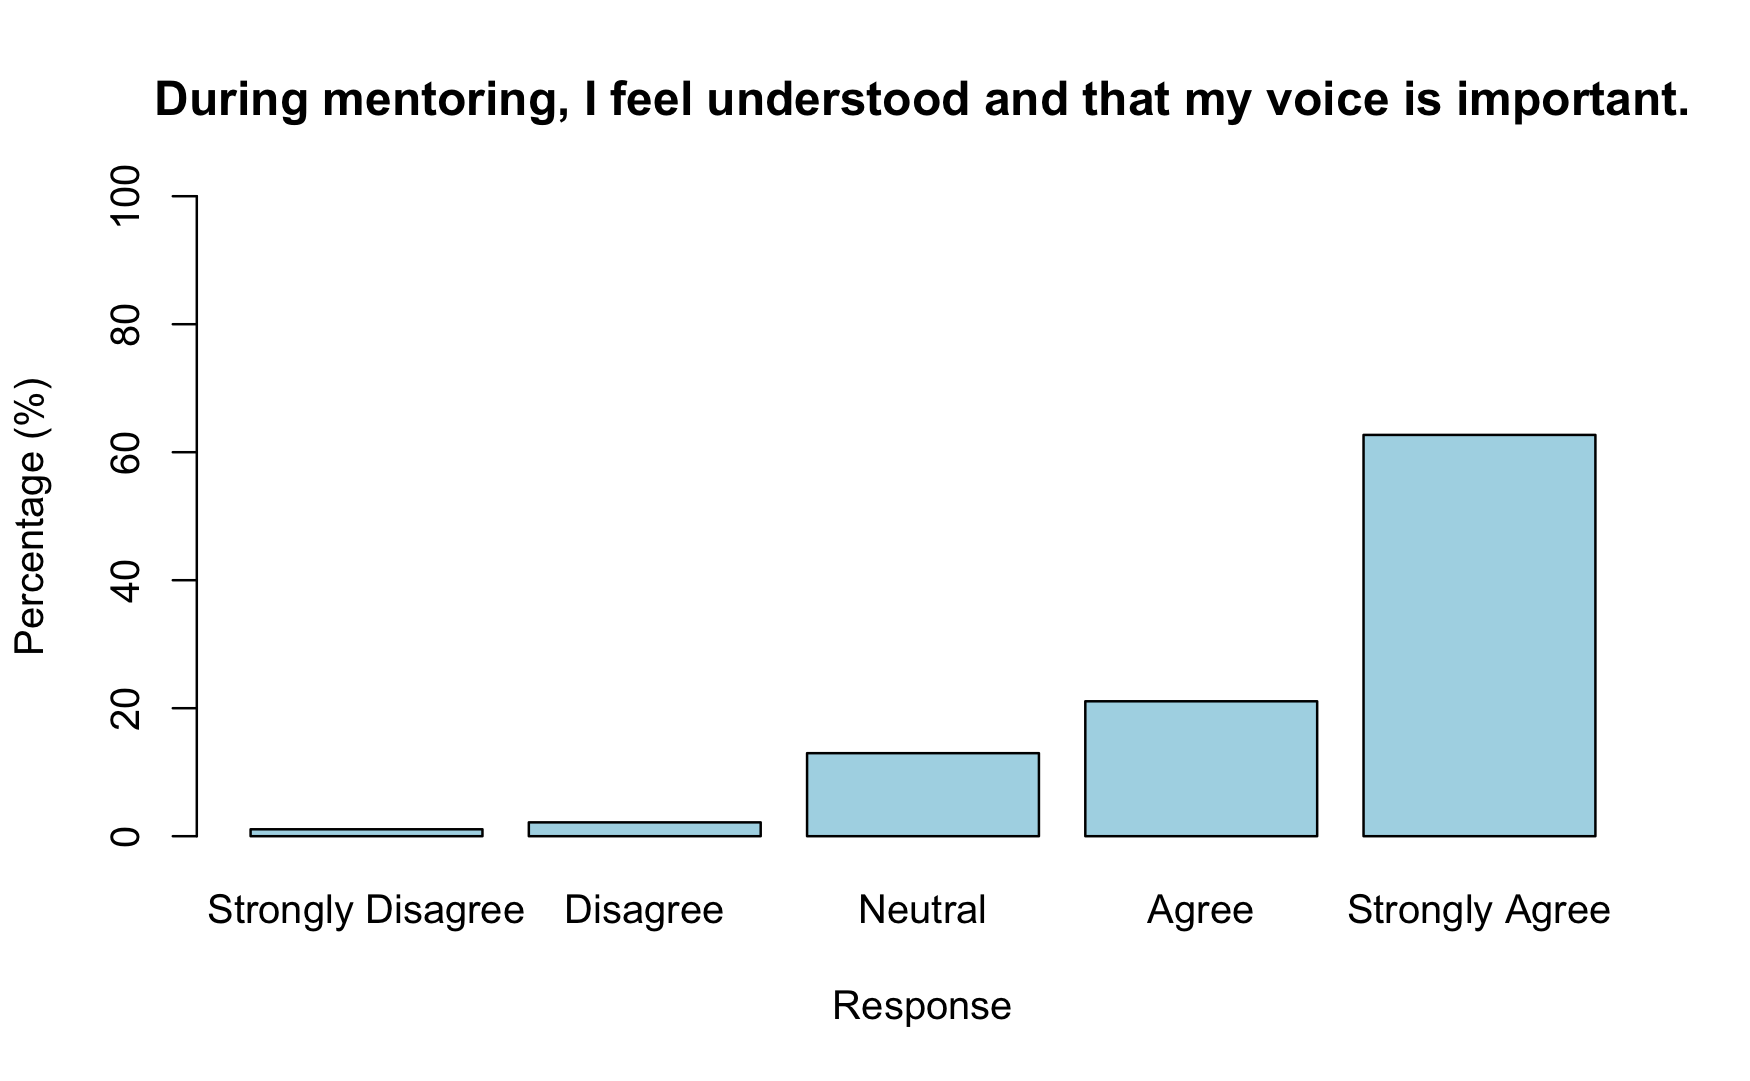 During mentoring, I feel understood and that my voice is important.
100
80
60
40
20
0
Percentage (%)
Strongly Disagree Disagree Neutral Agree Strongly Agree
Response